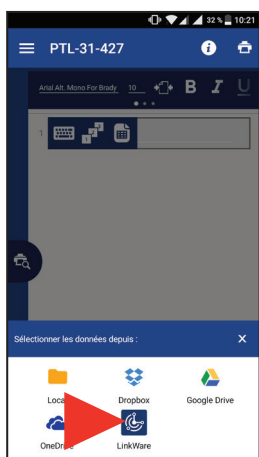 32 % 10:21
PTL-31-427
Arial Alt. Mono For Brady 10 B I U
1
Sélectionner les données depuis : X
Local Dropbox Google Drive
OneDrive LinkWare